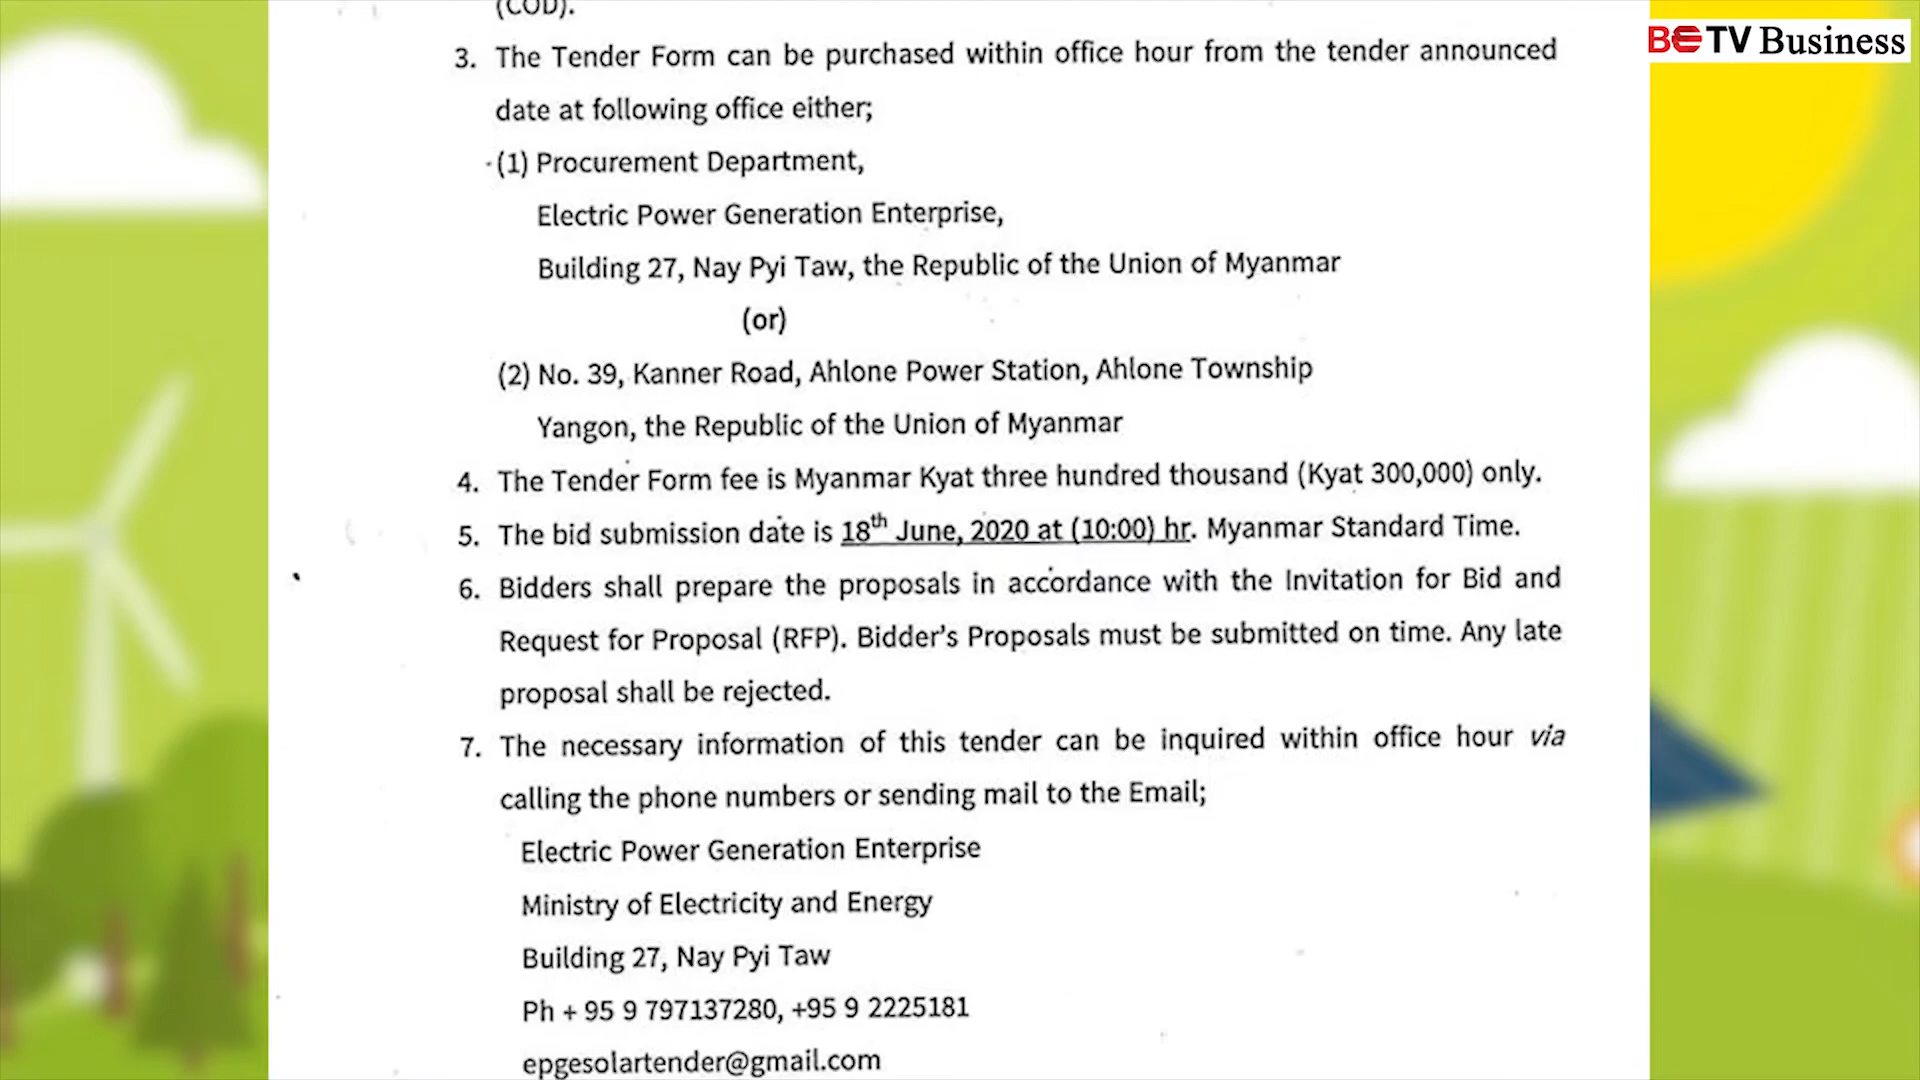 (COD).
BETV Business
3. The Tender Form can be purchased within office hour from the tender announced
date at following office either;
(1) Procurement Department,
Electric Power Generation Enterprise,
Building 27, Nay Pyi Taw, the Republic of the Union of Myanmar
(or)
(2) No. 39, Kanner Road, Ahlone Power Station, Ahlone Township
Yangon, the Republic of the Union of Myanmar
4. The Tender Form fee is Myanmar Kyat three hundred thousand (Kyat 300,000) only.
5. The bid submission date is 18th June, 2020 at (10:00) hr. Myanmar Standard Time.
6. Bidders shall prepare the proposals in accordance with the Invitation for Bid and
Request for Proposal (RFP). Bidder's Proposals must be submitted on time. Any late
proposal shall be rejected.
7. The necessary information of this tender can be inquired within office hour via
calling the phone numbers or sending mail to the Email;
Electric Power Generation Enterprise
Ministry of Electricity and Energy
Building 27, Nay Pyi Taw
Ph + 95 9 797137280, +95 9 2225181
epgesolartender@gmail.com